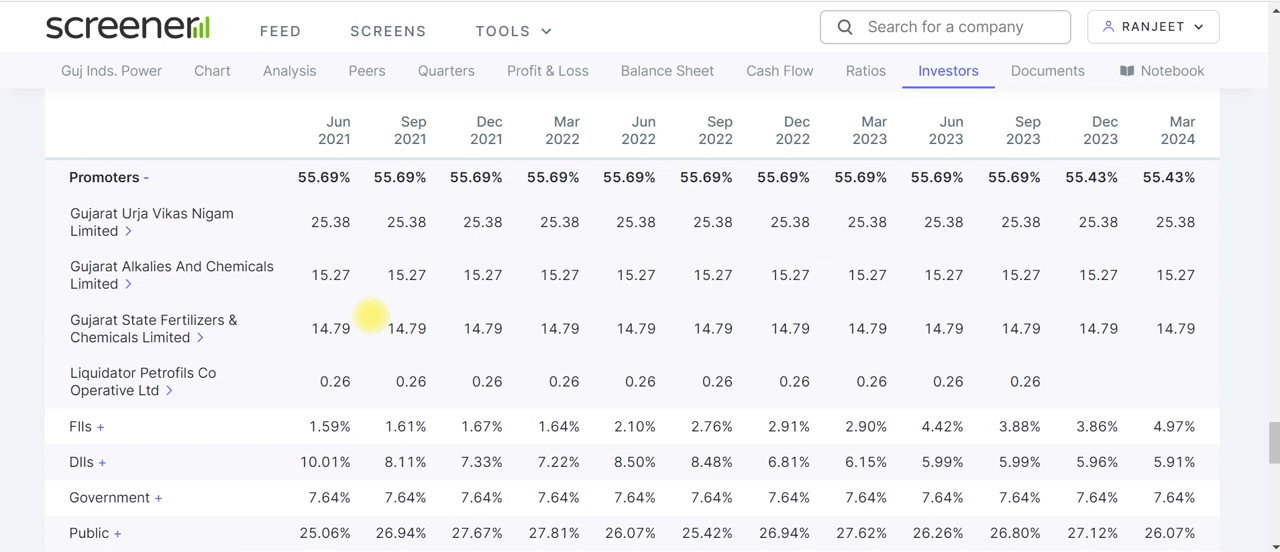 screener
FEED SCREENS TOOLS
Search for a company
RANJEET
Guj Inds. Power Chart Analysis Peers Quarters Profit & Loss Balance Sheet Cash Flow Ratios Investors Documents Notebook
Jun Sep Dec Mar Jun Sep Dec Mar Jun Sep Dec Mar
2021 2021 2021 2022 2022 2022 2022 2023 2023 2023 2023 2024
Promoters - 55.69% 55.69% 55.69% 55.69% 55.69% 55.69% 55.69% 55.69% 55.69% 55.69% 55.43% 55.43%
Gujarat Urja Vikas Nigam
Limited > 25.38 25.38 25.38 25.38 25.38 25.38 25.38 25.38 25.38 25.38 25.38 25.38
Gujarat Alkalies And Chemicals
Limited > 15.27 15.27 15.27 15.27 15.27 15.27 15.27 15.27 15.27 15.27 15.27 15.27
Gujarat State Fertilizers &
Chemicals Limited > 14.79 14.79 14.79 14.79 14.79 14.79 14.79 14.79 14.79 14.79 14.79 14.79
Liquidator Petrofils Co
Operative Ltd > 0.26 0.26 0.26 0.26 0.26 0.26 0.26 0.26 0.26 0.26
FIIs + 1.59% 1.61% 1.67% 1.64% 2.10% 2.76% 2.91% 2.90% 4.42% 3.88% 3.86% 4.97%
DIIs + 10.01% 8.11% 7.33% 7.22% 8.50% 8.48% 6.81% 6.15% 5.99% 5.99% 5.96% 5.91%
Government + 7.64% 7.64% 7.64% 7.64% 7.64% 7.64% 7.64% 7.64% 7.64% 7.64% 7.64% 7.64%
Public + 25.06% 26.94% 27.67% 27.81% 26.07% 25.42% 26.94% 27.62% 26.26% 26.80% 27.12% 26.07%